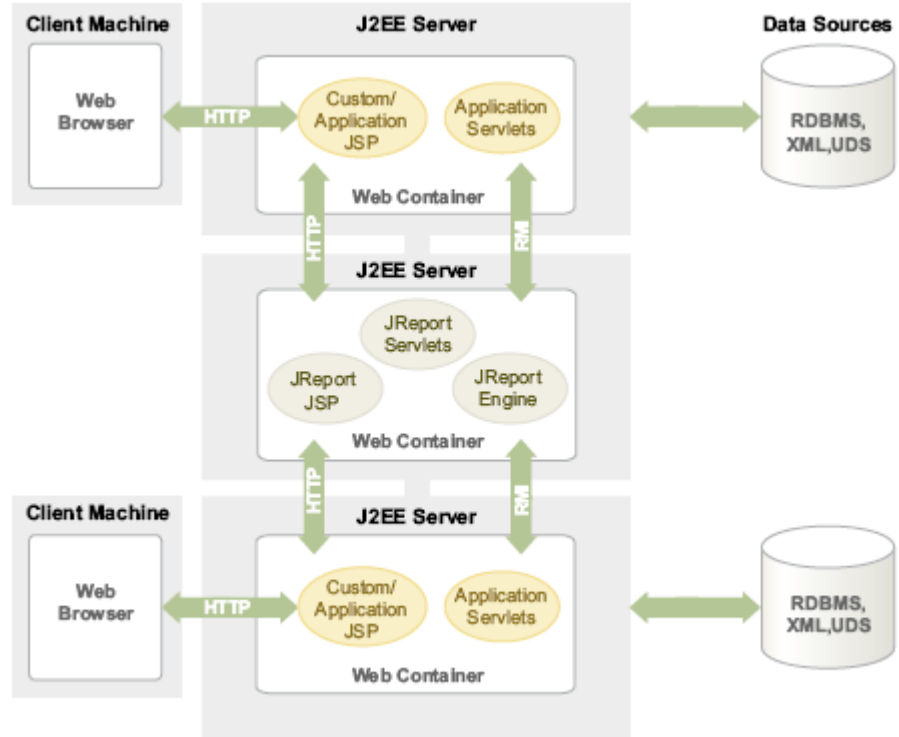 Client Machine
J2EE Server
Data Sources
Web
Browser
HTTP
Custom/
Application
JSP
Application
Servlets
RDBMS,
XML,UDS
Web Container
HTTP
RMI
J2EE Server
JReport
Servlets
JReport
JSP
JReport
Engine
Web Container
HTTP
RMI
Client Machine
J2EE Server
Web
Browser
HTTP
Custom/
Application
JSP
Application
Servlets
RDBMS,
XML,UDS
Web Container